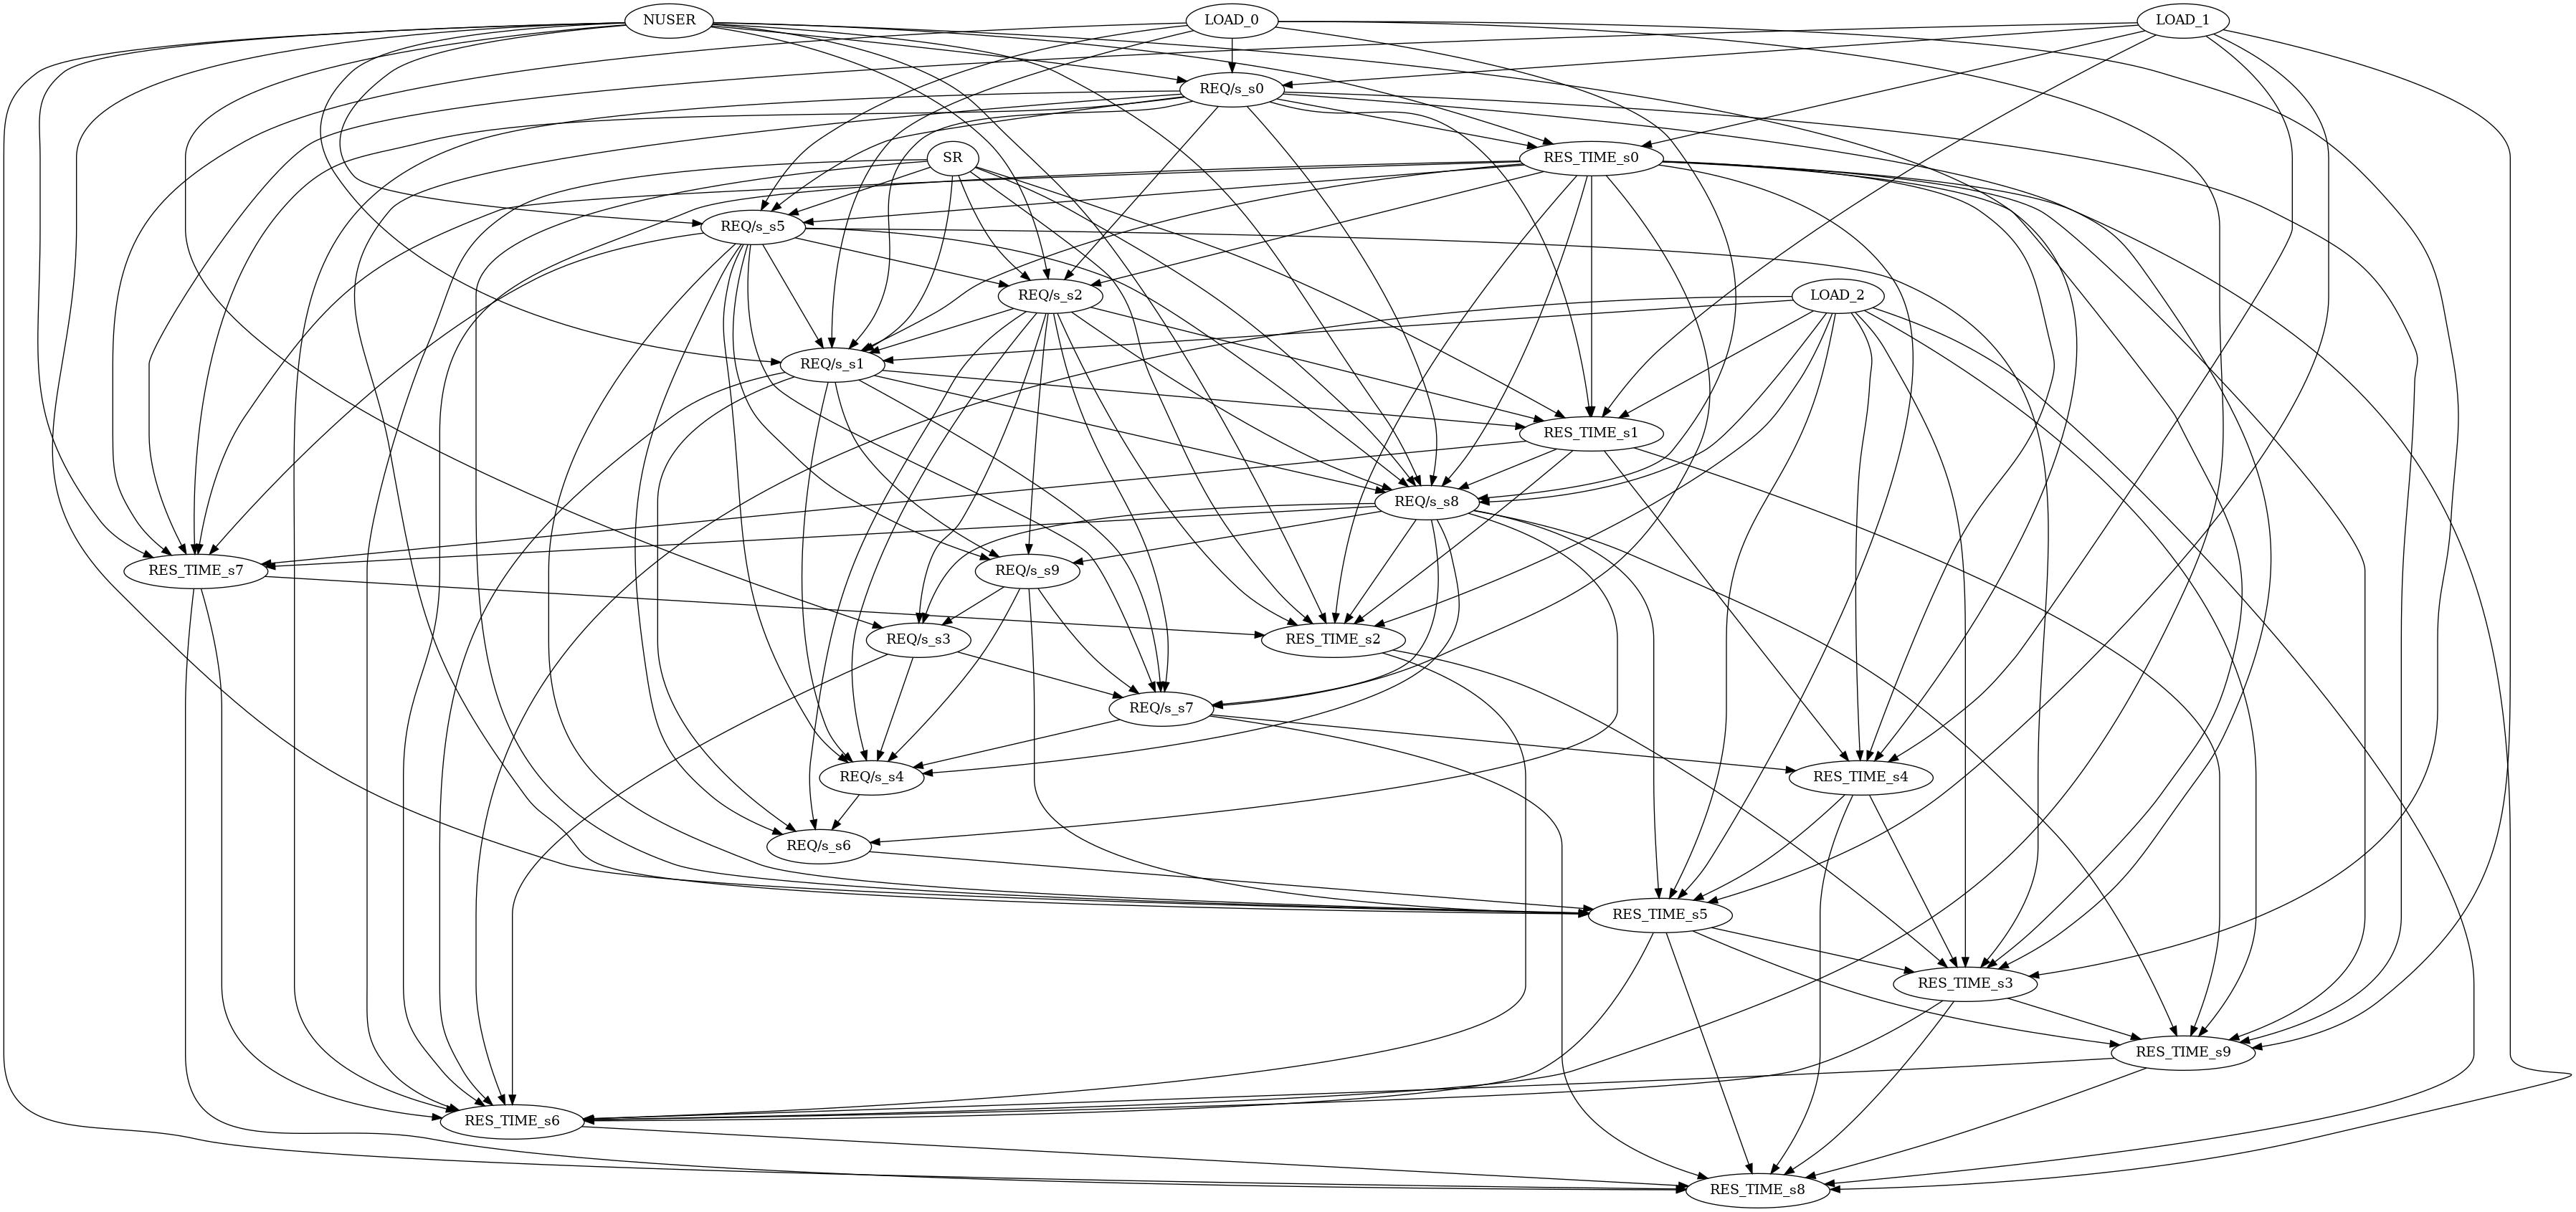 NUSER
LOAD_0
LOAD_1
REQ/s_s0
SR
RES_TIME_s0
REQ/s_s5
REQ/s_s2
LOAD_2
REQ/s_s1
RES_TIME_s1
REQ/s_s8
RES_TIME_s7
REQ/s_s9
REQ/s_s3
RES_TIME_s2
REQ/s_s7
REQ/s_s4
RES_TIME_s4
REQ/s_s6
RES_TIME_s5
RES_TIME_s3
RES_TIME_s9
RES_TIME_s6
RES_TIME_s8